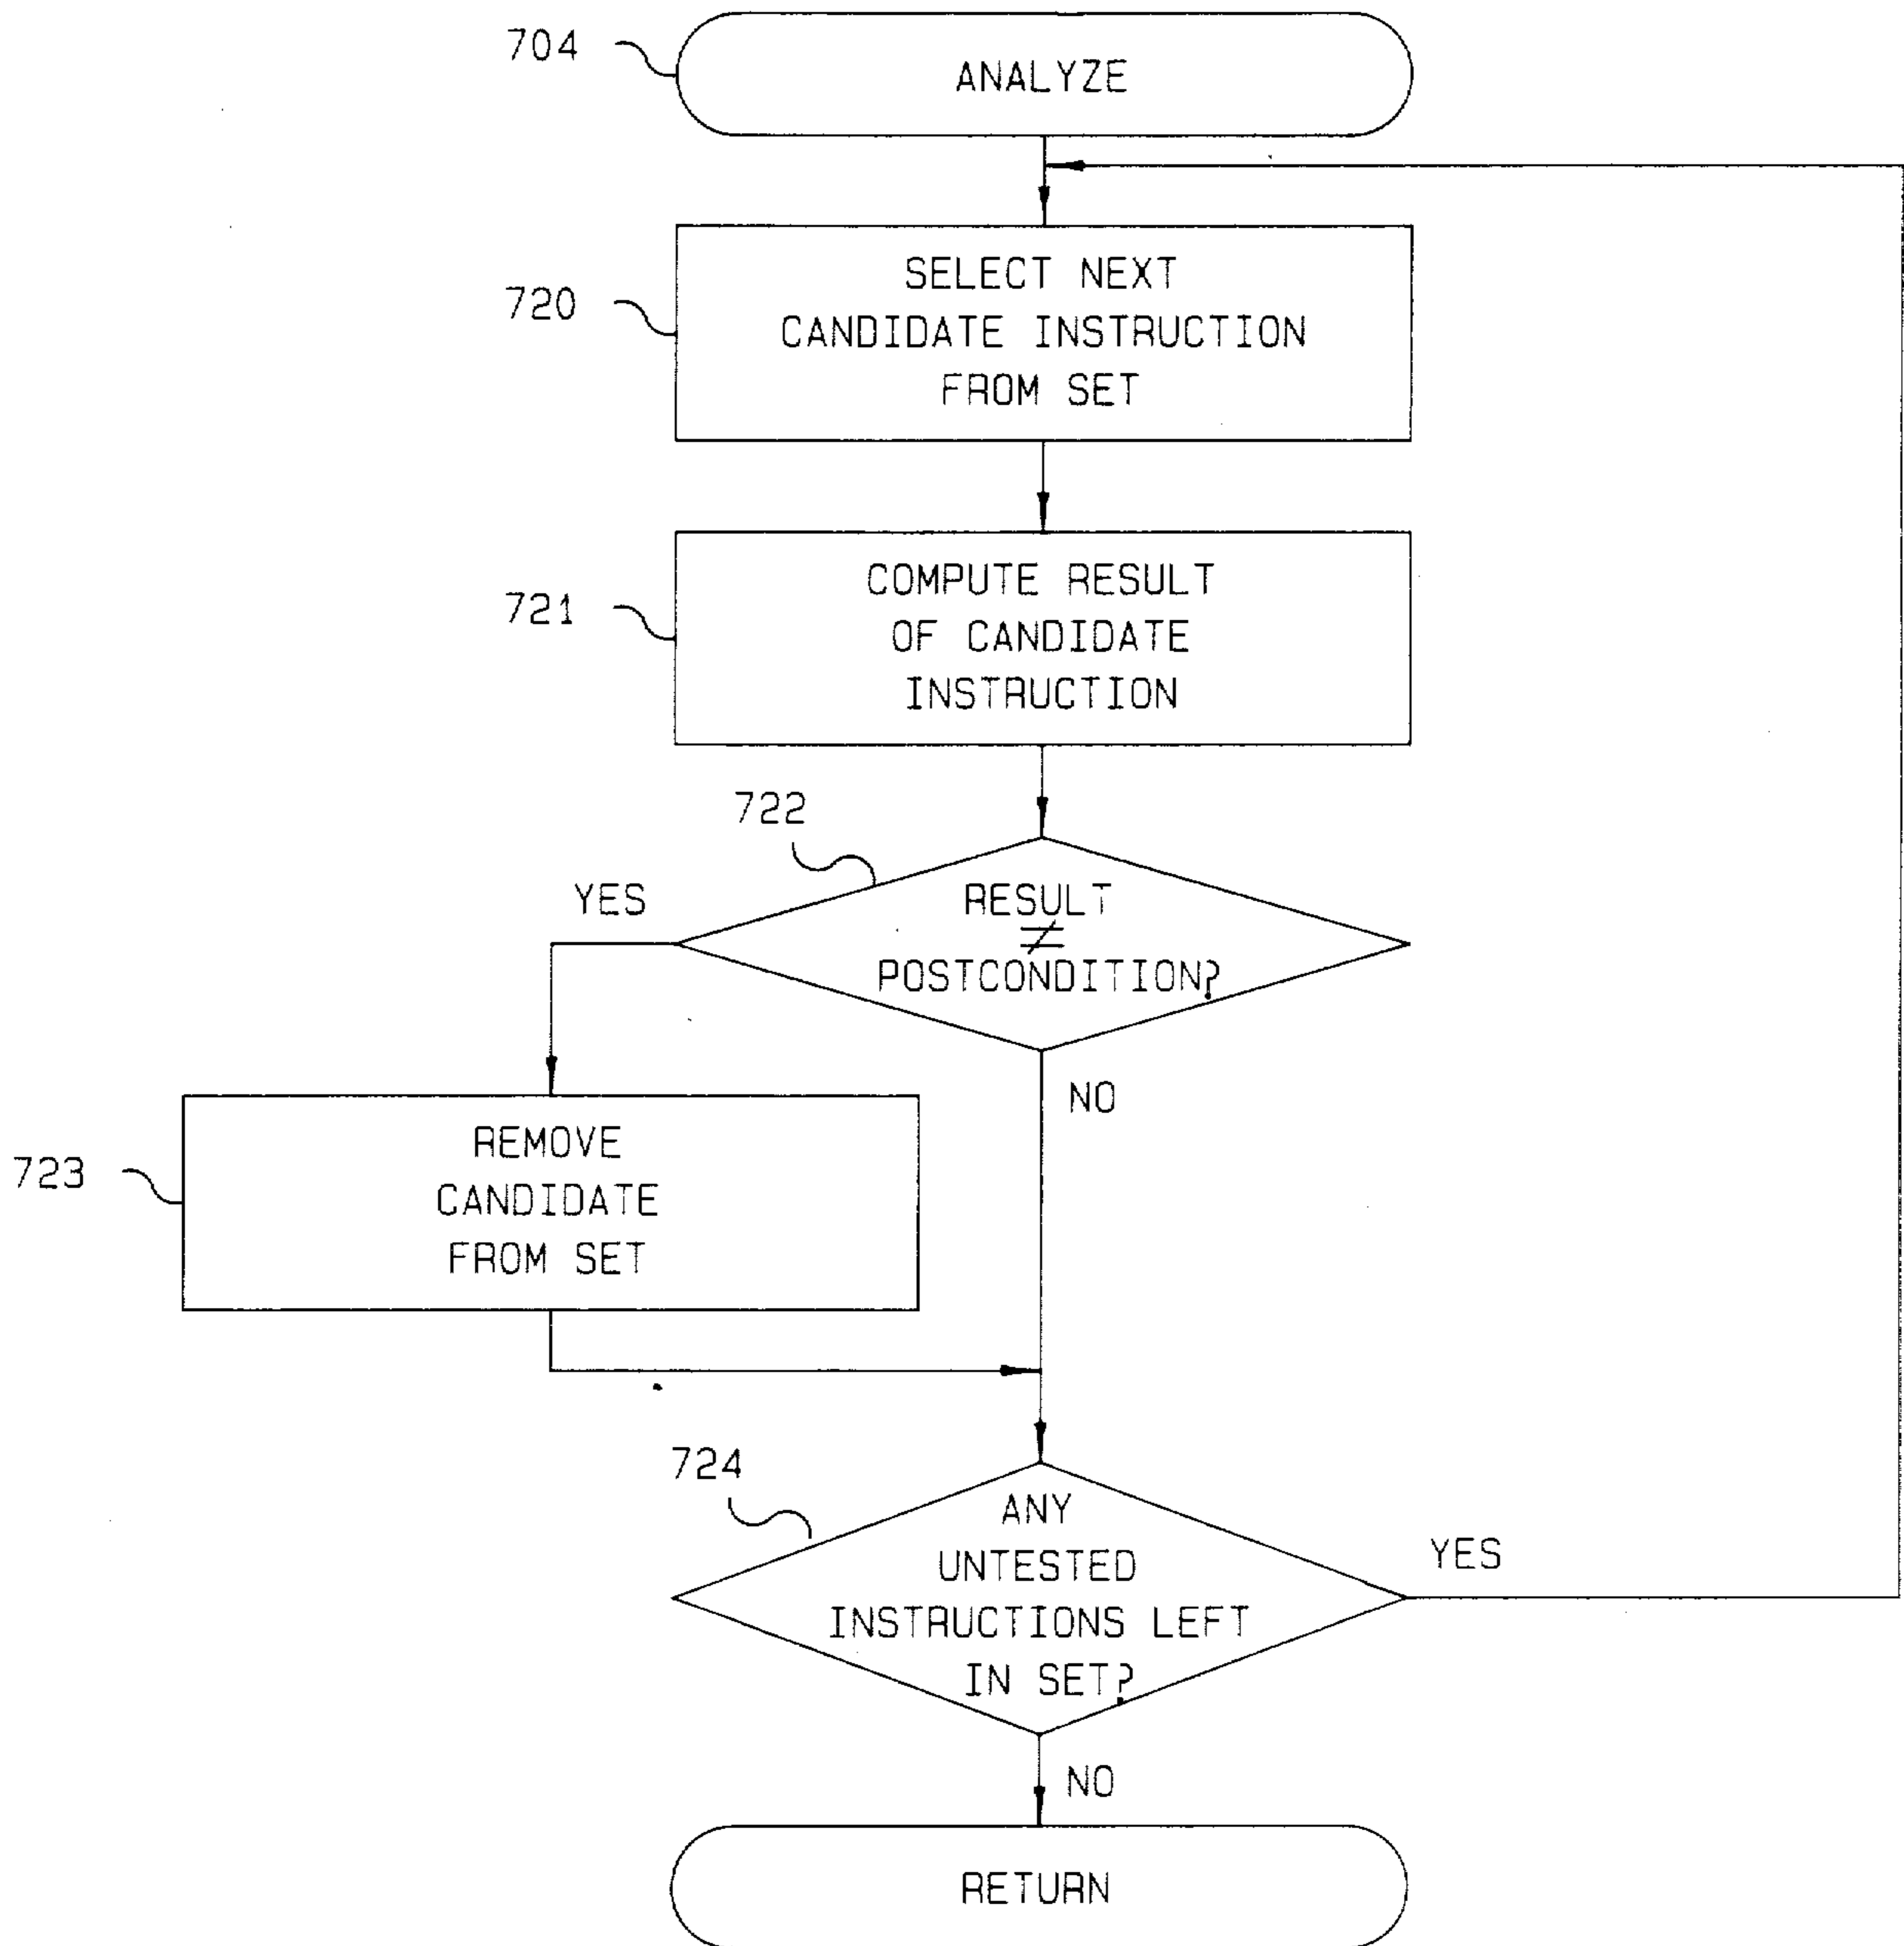 704
ANALYZE
720
SELECT NEXT
CANDIDATE INSTRUCTION
FROM SET
721
COMPUTE RESULT
OF CANDIDATE
INSTRUCTION
722
YES
RESULT
≠
POSTCONDITION?
NO
723
REMOVE
CANDIDATE
FROM SET
724
ANY
UNTESTED
INSTRUCTIONS LEFT
IN SET?
YES
NO
RETURN